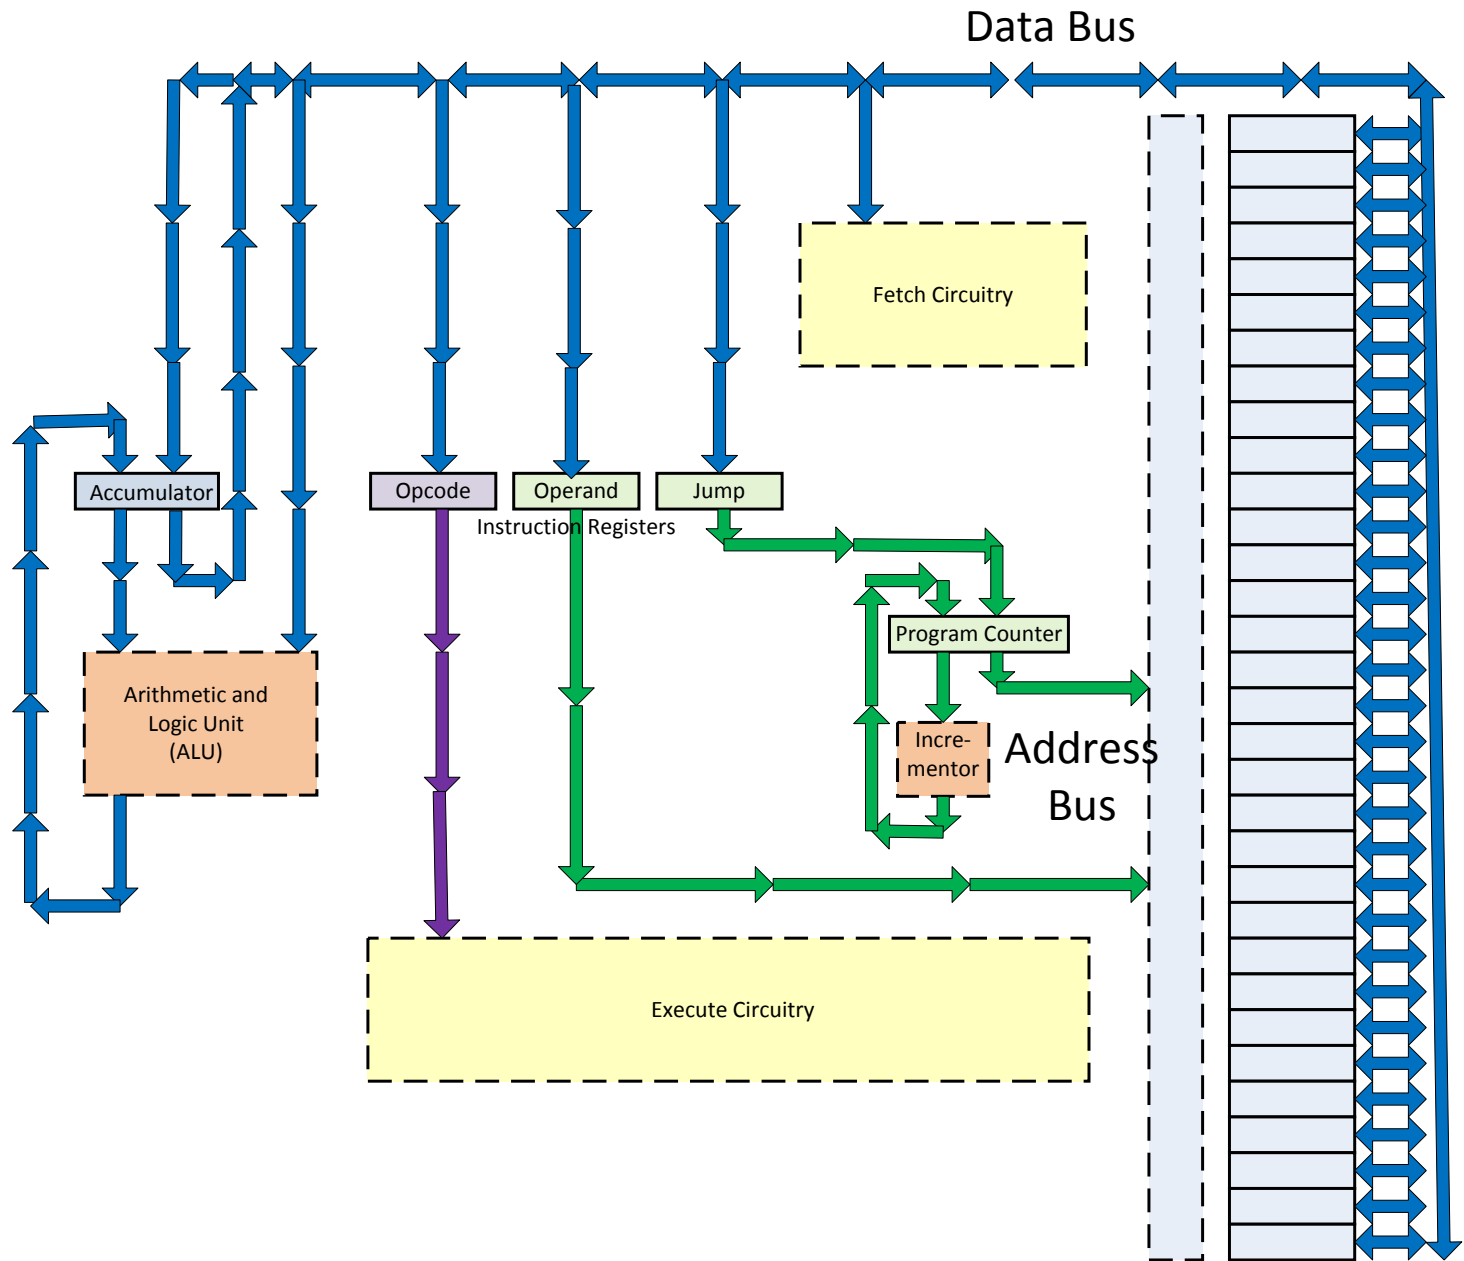 Data Bus
Fetch Circuitry
Accumulator
Opcode
Operand
Jump
Instruction Registers
Program Counter
Arithmetic and
Logic Unit
(ALU)
Incre-
mentor
Address
Bus
Execute Circuitry